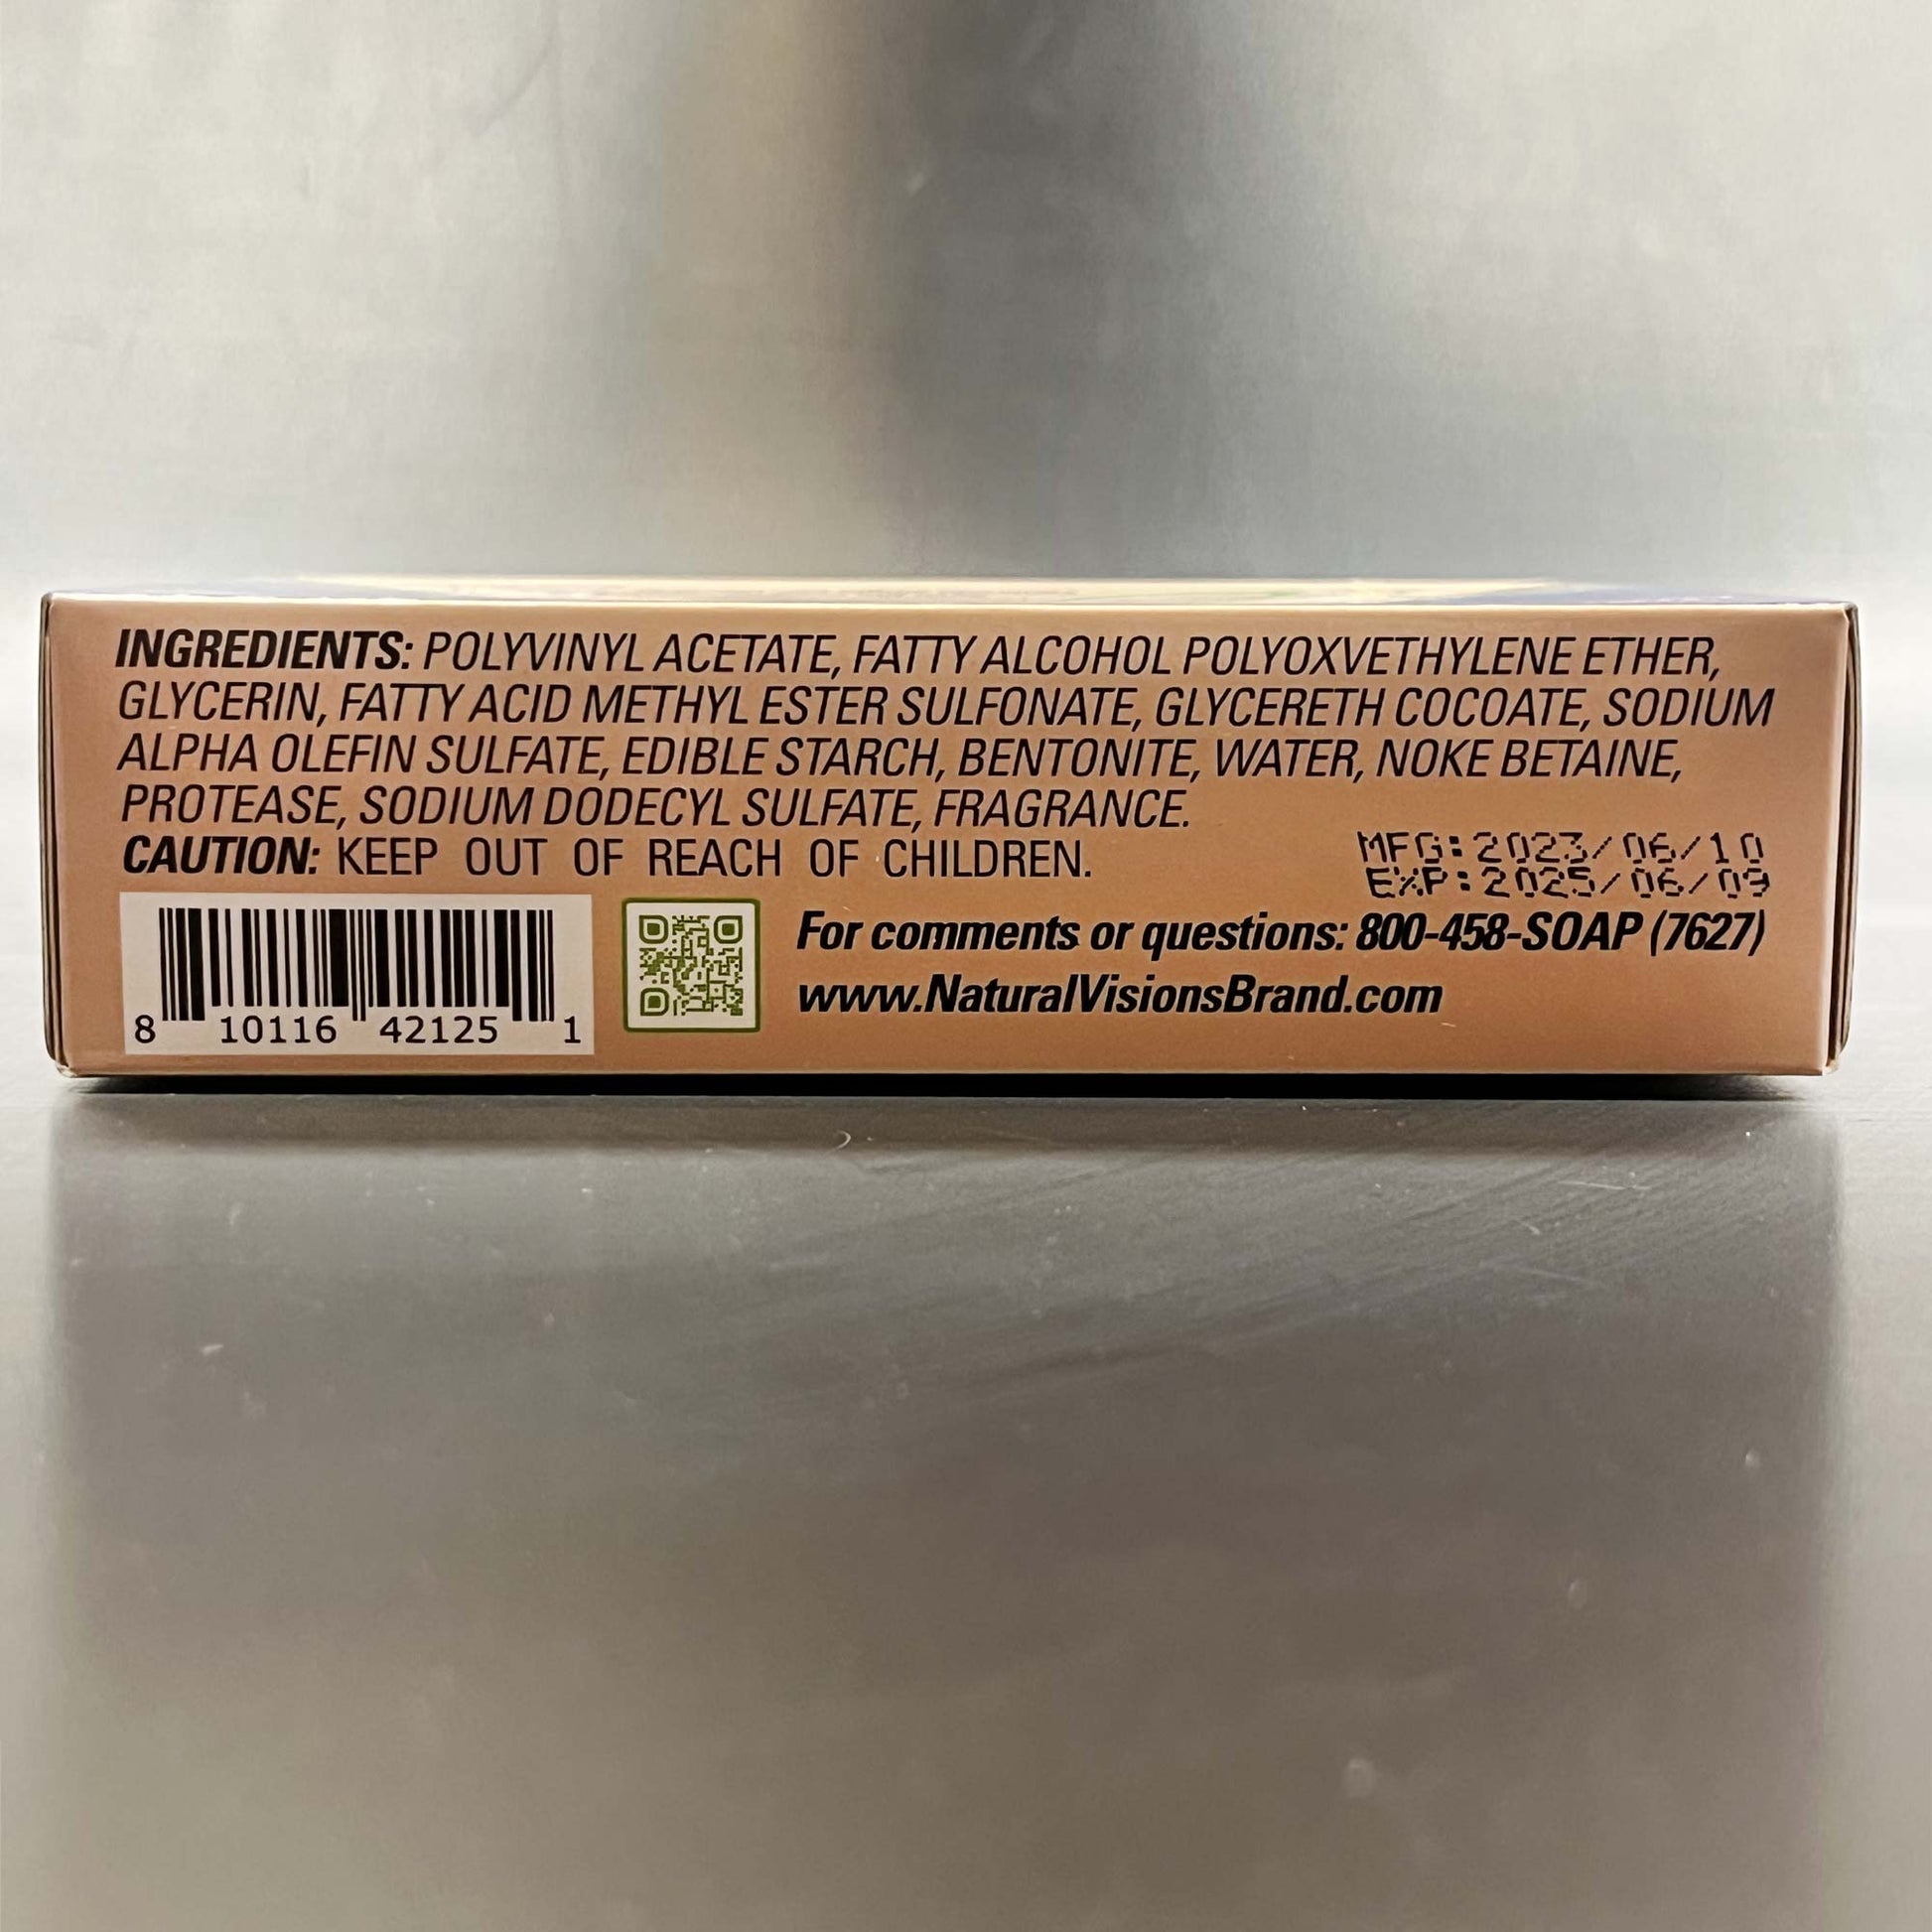 INGREDIENTS: POLYVINYL ACETATE, FATTY ALCOHOL POLYOXVETHYLENE ETHER,
GLYCERIN, FATTY ACID METHYL ESTER SULFONATE, GLYCERETH COCOATE, SODIUM
ALPHA OLEFIN SULFATE, EDIBLE STARCH, BENTONITE, WATER, NOKE BETAINE,
PROTEASE, SODIUM DODECYL SULFATE, FRAGRANCE.
CAUTION: KEEP OUT OF REACH OF CHILDREN.
MFG:2023/06/10
EXP:2025/06/09
For comments or questions: 800-458-SOAP (7627)
www.NaturalVisionsBrand.com
8 10116 42125 1